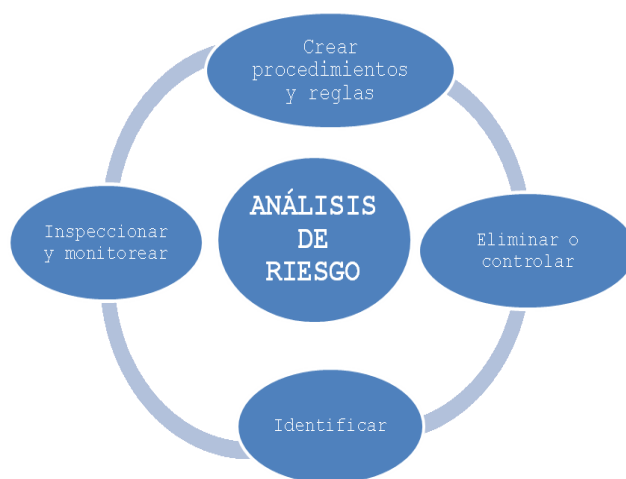 Crear
procedimientos
y reglas
Inspeccionar
y monitorear
ANÁLISIS
DE
RIESGO
Eliminar o
controlar
Identificar